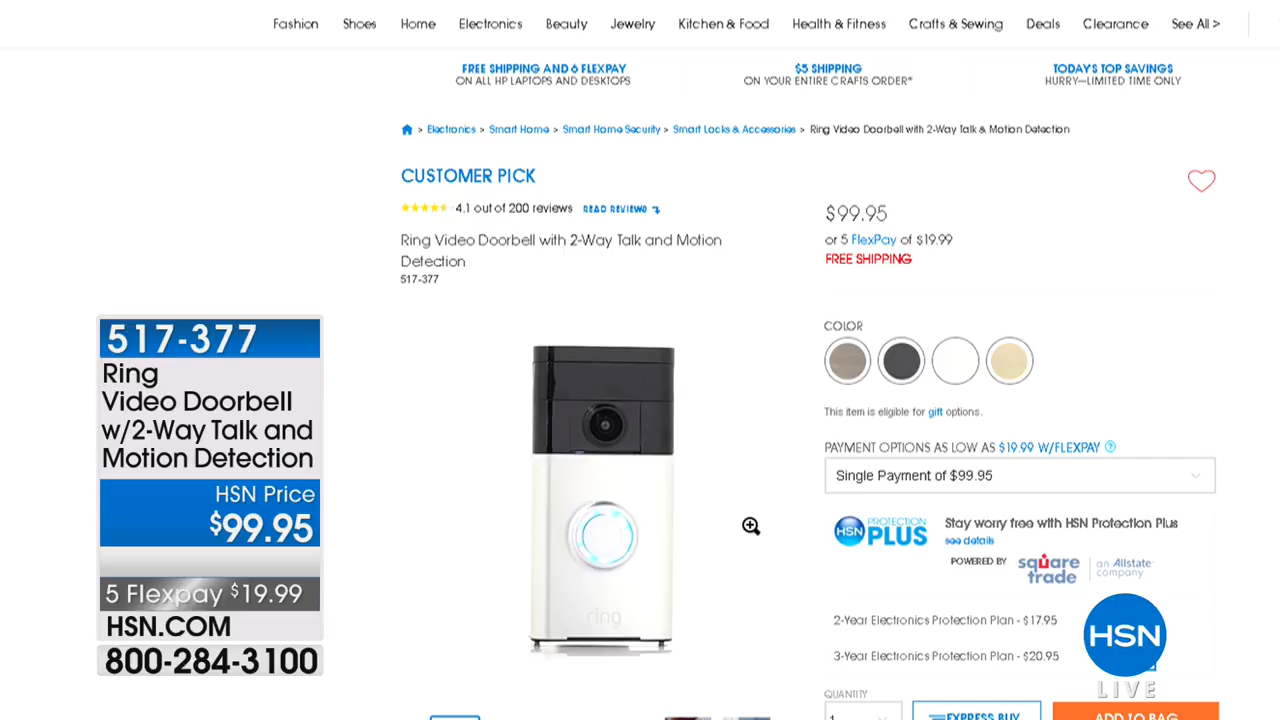 Fashion Shoes Home Electronics Beauty Jewelry Kitchen & Food Health & Fitness Crafts & Sewing Deals Clearance See All >
FREE SHIPPING AND 6 FLEXPAY
ON ALL HP LAPTOPS AND DESKTOPS
$5 SHIPPING
ON YOUR ENTIRE CRAFTS ORDER*
TODAY'S TOP SAVINGS
HURRY—LIMITED TIME ONLY
> Electronics > Smart Home > Smart Home Security > Smart Locks & Accessories > Ring Video Doorbell with 2-Way Talk & Motion Detection
CUSTOMER PICK
4.1 out of 200 reviews READ REVIEWS
Ring Video Doorbell with 2-Way Talk and Motion
Detection
517-377
$99.95
or 5 FlexPay of $19.99
FREE SHIPPING
517-377
Ring
Video Doorbell
w/2-Way Talk and
Motion Detection
HSN Price
$99.95
5 Flexpay $19.99
HSN.COM
800-284-3100
ring
COLOR
This item is eligible for gift options.
PAYMENT OPTIONS AS LOW AS $19.99 W/FLEXPAY ?
Single Payment of $99.95
HSN PROTECTION PLUS
Stay worry free with HSN Protection Plus
see details
POWERED BY square trade an Allstate company
2-Year Electronics Protection Plan - $17.95
3-Year Electronics Protection Plan - $20.95
HSN
LIVE
QUANTITY
1
EXPRESS BUY
ADD TO BAG